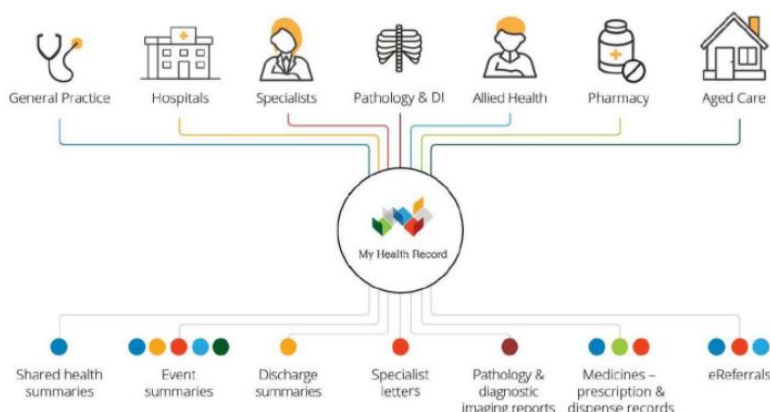 General Practice
Hospitals
Specialists
Pathology & DI
Allied Health
Pharmacy
Aged Care
My Health Record
Shared health
summaries
Event
summaries
Discharge
summaries
Specialist
letters
Pathology &
diagnostic
imaging reports
Medicines –
prescription &
dispense records
eReferrals